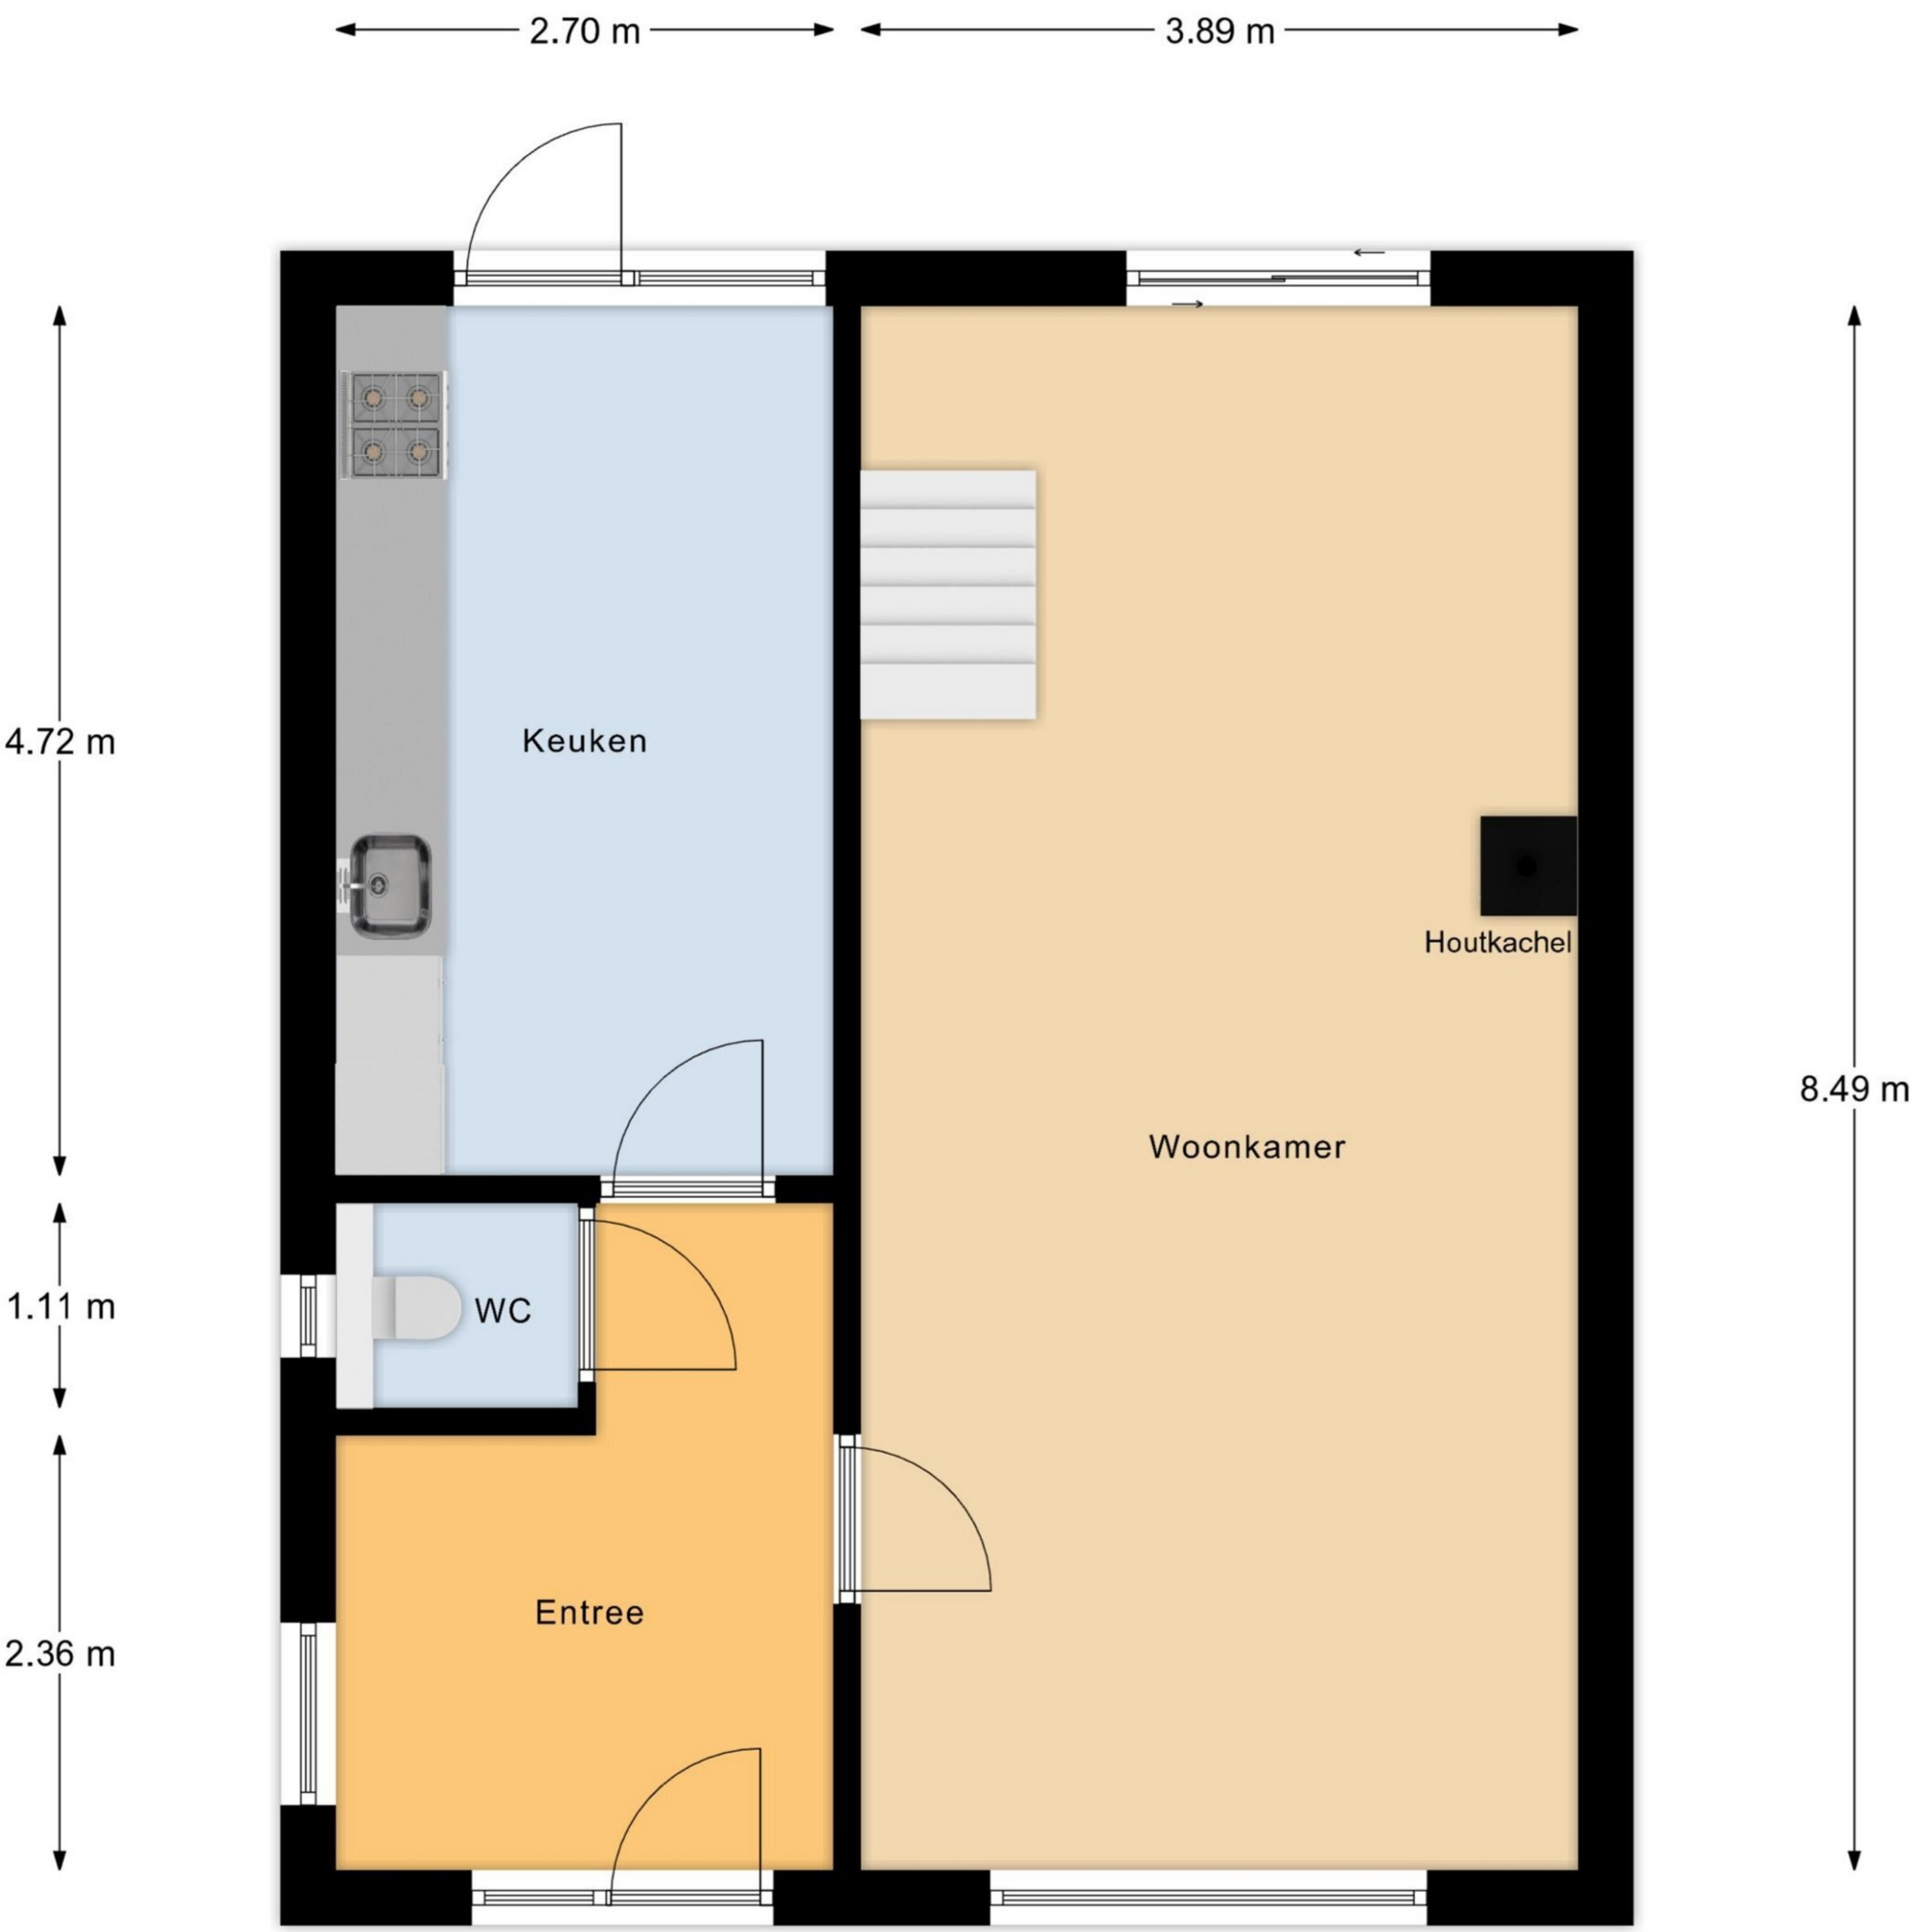 2.70 m
3.89 m
4.72 m
Keuken
Houtkachel
8.49 m
Woonkamer
1.11 m
WC
Entree
2.36 m